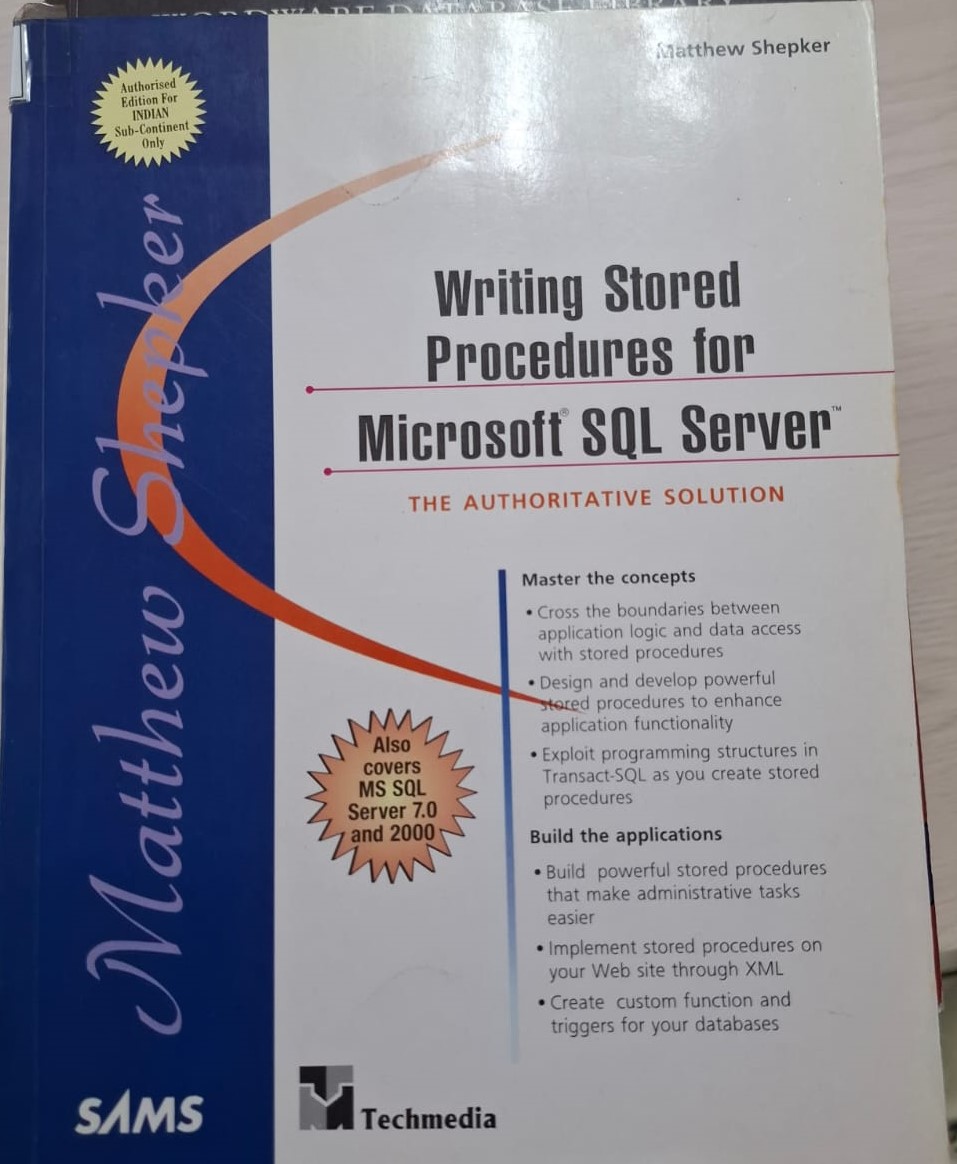 WORDWARE DATABASE LIBRARY
Matthew Shepker
Authorised
Edition For
INDIAN
Sub-Continent
Only
Matthew Shepker
Writing Stored
Procedures for
Microsoft® SQL Server™
THE AUTHORITATIVE SOLUTION
Master the concepts
• Cross the boundaries between
application logic and data access
with stored procedures
• Design and develop powerful
stored procedures to enhance
application functionality
• Exploit programming structures in
Transact-SQL as you create stored
procedures
Also
covers
MS SQL
Server 7.0
and 2000
Build the applications
• Build powerful stored procedures
that make administrative tasks
easier
• Implement stored procedures on
your Web site through XML
• Create custom function and
triggers for your databases
SAMS
Techmedia